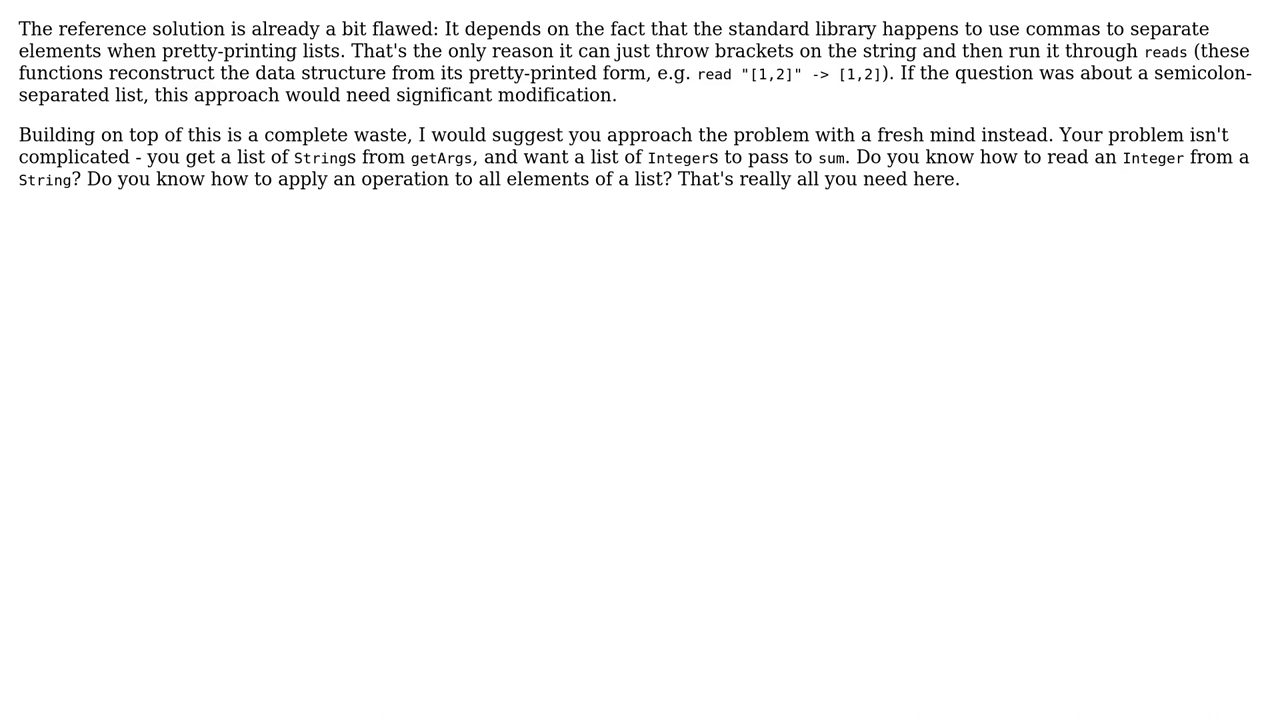 The reference solution is already a bit flawed: It depends on the fact that the standard library happens to use commas to separate
elements when pretty-printing lists. That's the only reason it can just throw brackets on the string and then run it through reads (these
functions reconstruct the data structure from its pretty-printed form, e.g. read "[1,2]" -> [1,2]). If the question was about a semicolon-
separated list, this approach would need significant modification.
Building on top of this is a complete waste, I would suggest you approach the problem with a fresh mind instead. Your problem isn't
complicated - you get a list of Strings from getArgs, and want a list of Integers to pass to sum. Do you know how to read an Integer from a
String? Do you know how to apply an operation to all elements of a list? That's really all you need here.